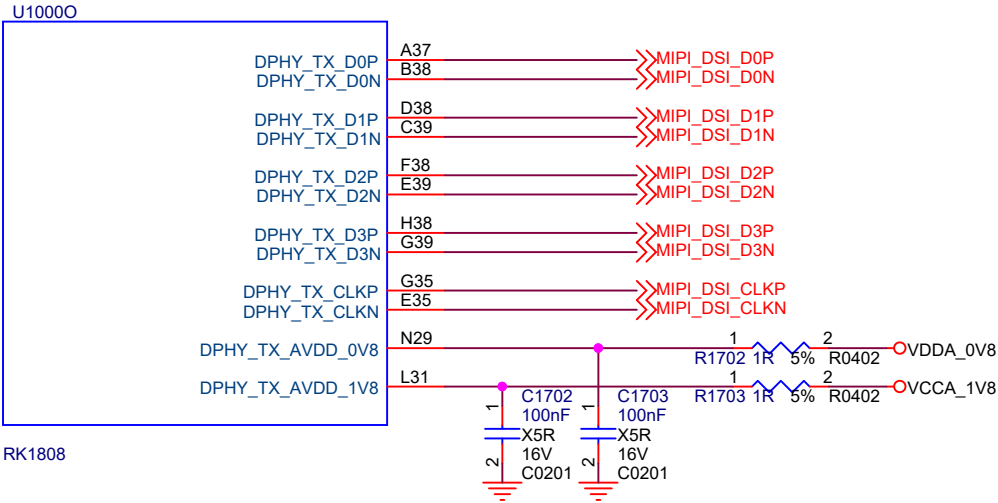 U1000O
DPHY_TX_D0P A37 MIPI_DSI_D0P
DPHY_TX_D0N B38 MIPI_DSI_D0N
DPHY_TX_D1P D38 MIPI_DSI_D1P
DPHY_TX_D1N C39 MIPI_DSI_D1N
DPHY_TX_D2P F38 MIPI_DSI_D2P
DPHY_TX_D2N E39 MIPI_DSI_D2N
DPHY_TX_D3P H38 MIPI_DSI_D3P
DPHY_TX_D3N G39 MIPI_DSI_D3N
DPHY_TX_CLKP G35 MIPI_DSI_CLKP
DPHY_TX_CLKN E35 MIPI_DSI_CLKN
DPHY_TX_AVDD_0V8 N29 1 2 VDDA_0V8
R1702 1R 5% R0402
DPHY_TX_AVDD_1V8 L31 1 2 VCCA_1V8
R1703 1R 5% R0402
1 C1702 1 C1703
100nF 100nF
X5R X5R
16V 16V
2 C0201 2 C0201
RK1808